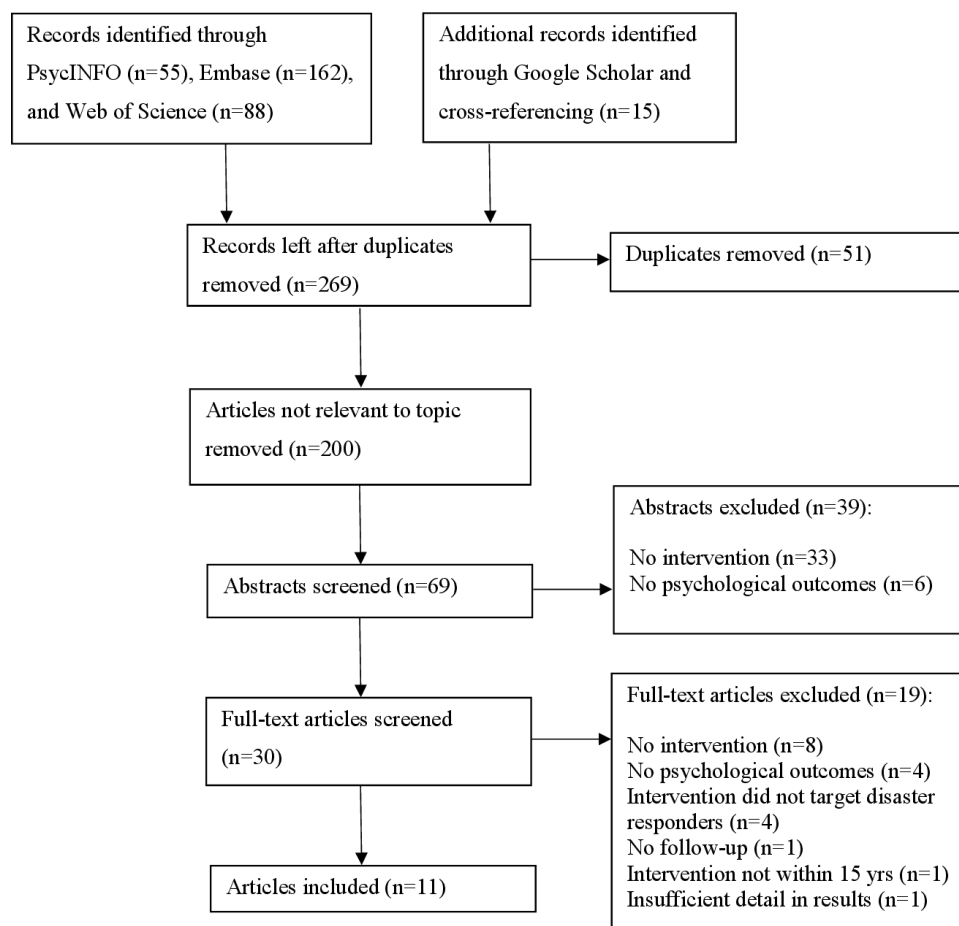 Records identified through
PsycINFO (n=55), Embase (n=162),
and Web of Science (n=88)
Additional records identified
through Google Scholar and
cross-referencing (n=15)
Records left after duplicates
removed (n=269)
Duplicates removed (n=51)
Articles not relevant to topic
removed (n=200)
Abstracts screened (n=69)
Abstracts excluded (n=39):
No intervention (n=33)
No psychological outcomes (n=6)
Full-text articles screened
(n=30)
Full-text articles excluded (n=19):
No intervention (n=8)
No psychological outcomes (n=4)
Intervention did not target disaster
responders (n=4)
No follow-up (n=1)
Intervention not within 15 yrs (n=1)
Insufficient detail in results (n=1)
Articles included (n=11)